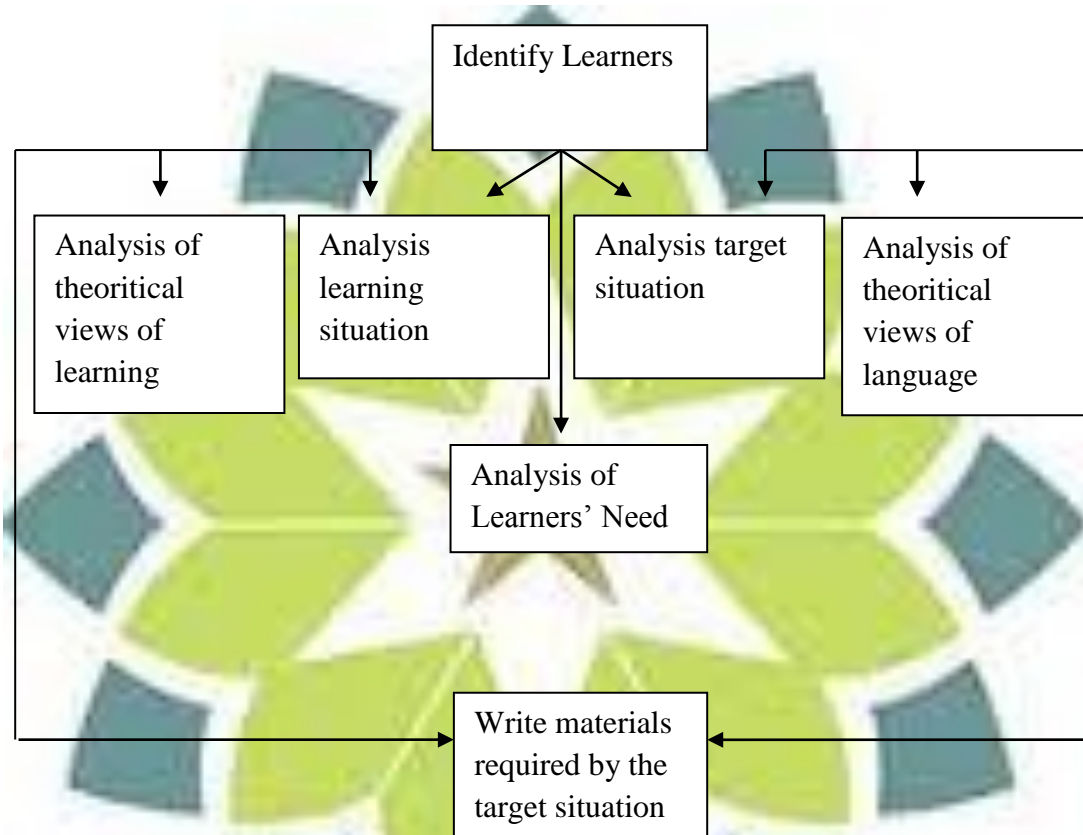 Identify Learners
Analysis of
theoritical
views of
learning
Analysis
learning
situation
Analysis target
situation
Analysis of
theoritical
views of
language
Analysis of
Learners’ Need
Write materials
required by the
target situation